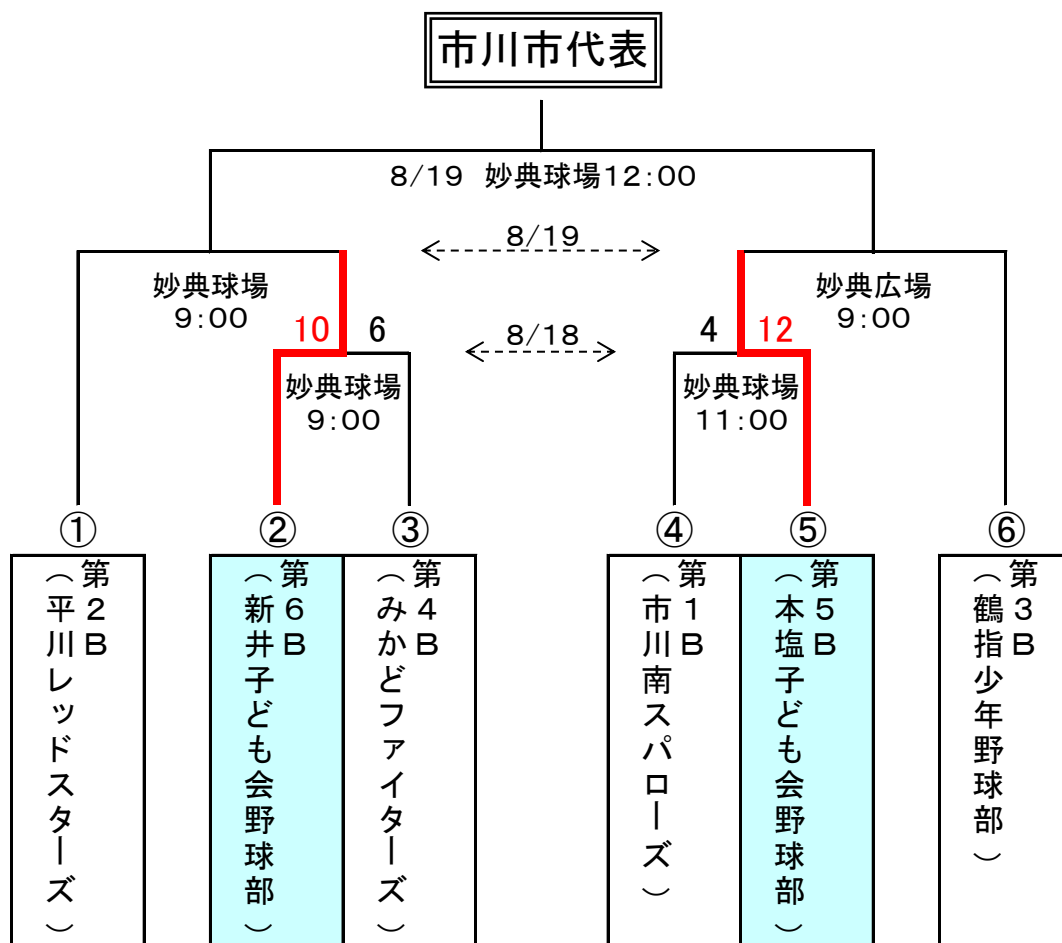 市川市代表
8/19 妙典球場12:00
8/19
妙典球場
9:00
妙典広場
9:00
10
6
8/18
4
12
妙典球場
9:00
妙典球場
11:00
①
②
③
④
⑤
⑥
第2B
(平川レッドスターズ)
第6B
(新井子ども会野球部)
第4B
(みかどファイターズ)
第1B
(市川南スパローズ)
第5B
(本塩子ども会野球部)
第3B
(鶴指少年野球部)